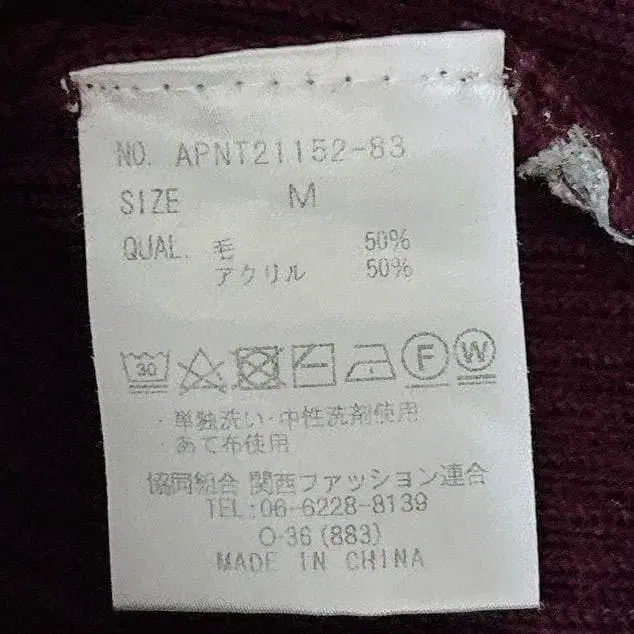 NO. APNT21152-83
SIZE M
QUAL. 毛 50%
アクリル 50%
30 F W
・単独洗い・中性洗剤使用
・あて布使用
協同組合 関西ファッション連合
TEL:06-6228-8139
O-36 (883)
MADE IN CHINA